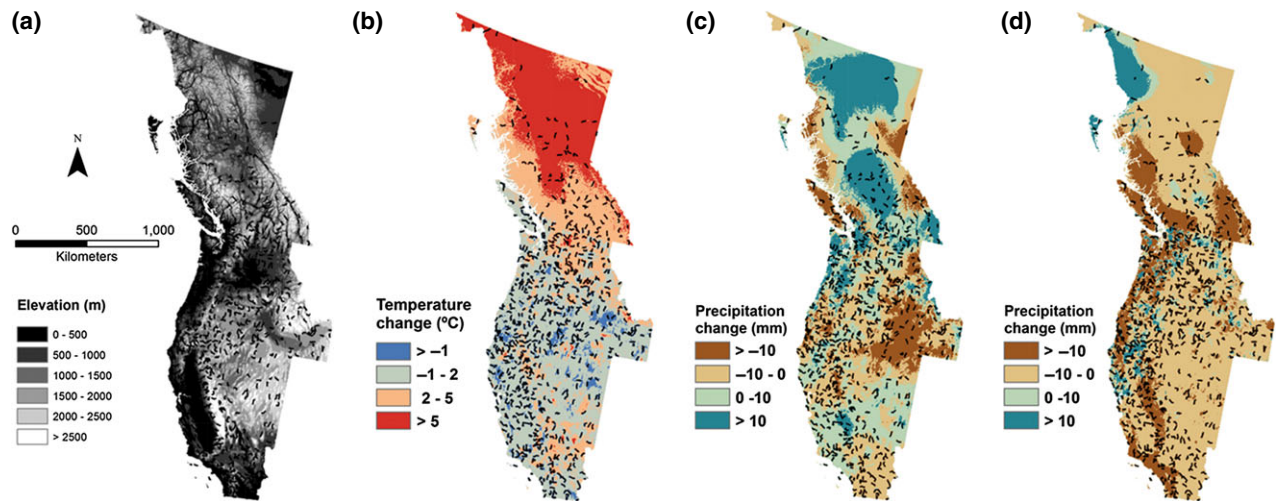 (a)
N
0 500 1,000
Kilometers
Elevation (m)
0 - 500
500 - 1000
1000 - 1500
1500 - 2000
2000 - 2500
> 2500
(b)
Temperature
change (ºC)
> –1
–1 - 2
2 - 5
> 5
(c)
Precipitation
change (mm)
> –10
–10 - 0
0 -10
> 10
(d)
Precipitation
change (mm)
> –10
–10 - 0
0 -10
> 10